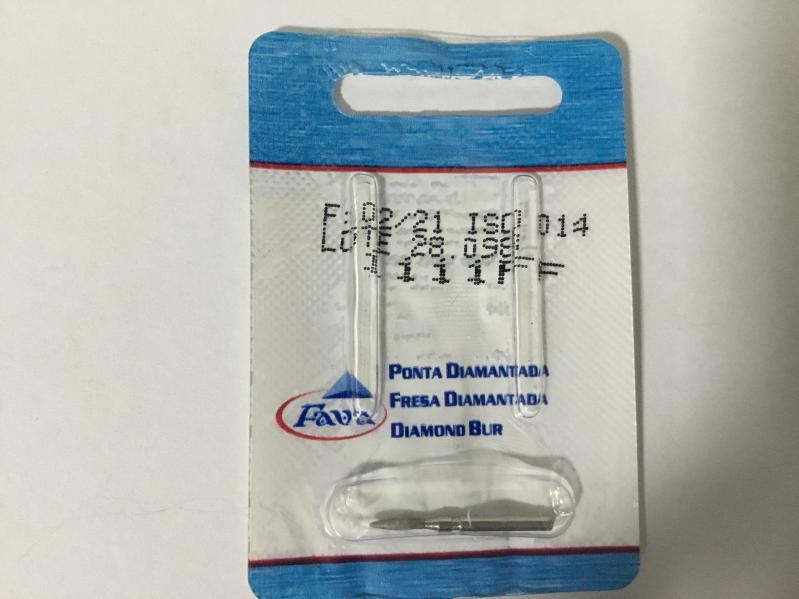 F: 02/21 ISO 014
LOTE 28.098
1111FF
PONTA DIAMANTADA
FRESA DIAMANTADA
DIAMOND BUR
Fava